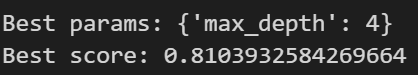 Best params: {'max_depth': 4}
Best score: 0.8103932584269664